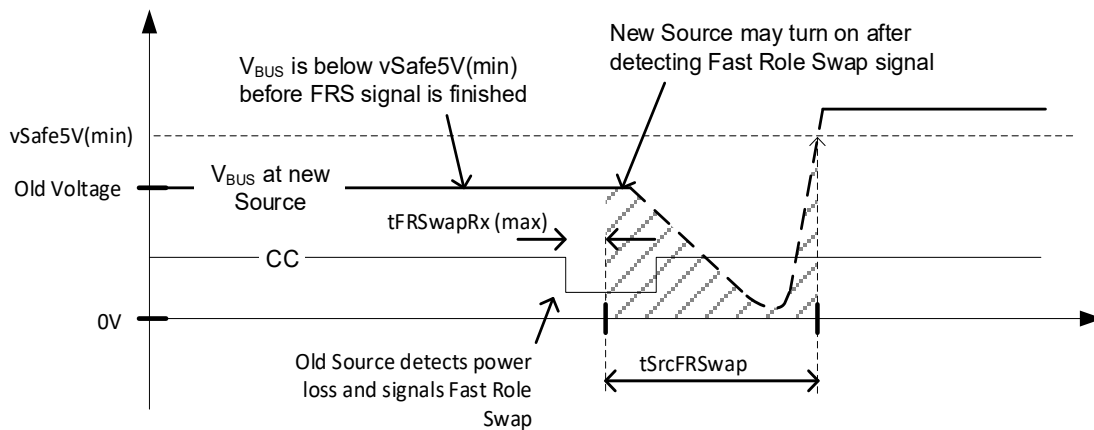 New Source may turn on after
detecting Fast Role Swap signal
VBUS is below vSafe5V(min)
before FRS signal is finished
vSafe5V(min)
Old Voltage
VBUS at new
Source
tFRSwapRx (max)
CC
0V
Old Source detects power
loss and signals Fast Role
Swap
tSrcFRSwap